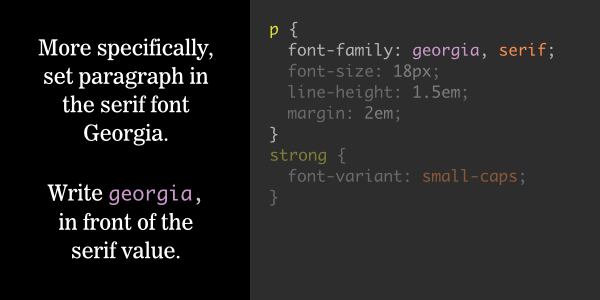 More specifically,
set paragraph in
the serif font
Georgia.
Write georgia,
in front of the
serif value.
p {
font-family: georgia, serif;
font-size: 18px;
line-height: 1.5em;
margin: 2em;
}
strong {
font-variant: small-caps;
}